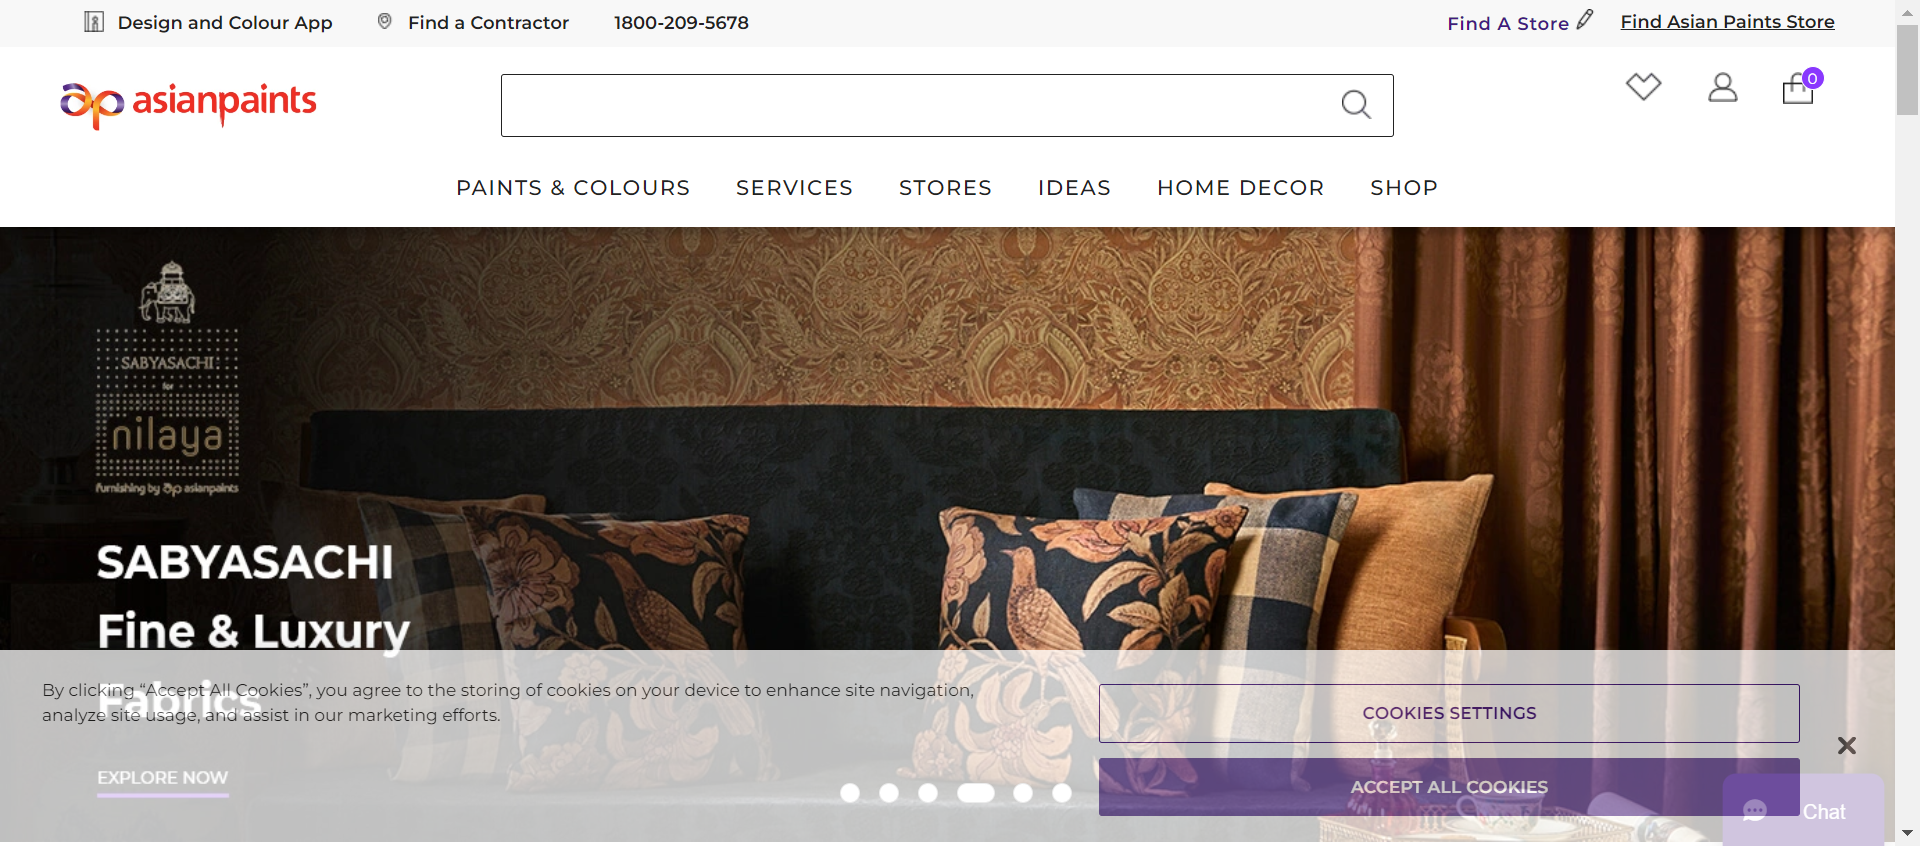 Design and Colour App
Find a Contractor
1800-209-5678
Find A Store
Find Asian Paints Store
asianpaints
0
PAINTS & COLOURS
SERVICES
STORES
IDEAS
HOME DECOR
SHOP
SABYASACHI
for
nilaya
furnishing by ap asianpaints
SABYASACHI
Fine & Luxury
Fabrics
EXPLORE NOW
By clicking “Accept All Cookies”, you agree to the storing of cookies on your device to enhance site navigation,
analyze site usage, and assist in our marketing efforts.
COOKIES SETTINGS
ACCEPT ALL COOKIES
Chat